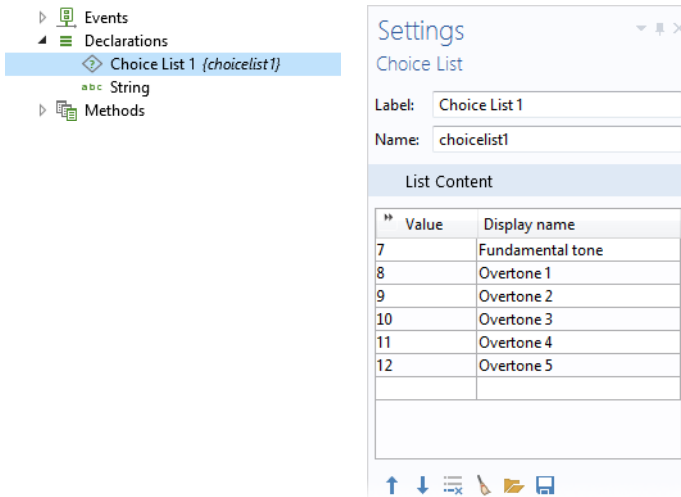 Events
Declarations
Choice List 1 {choicelist1}
abc String
Methods
Settings
Choice List
Label: Choice List 1
Name: choicelist1
List Content
Value Display name
7 Fundamental tone
8 Overtone 1
9 Overtone 2
10 Overtone 3
11 Overtone 4
12 Overtone 5